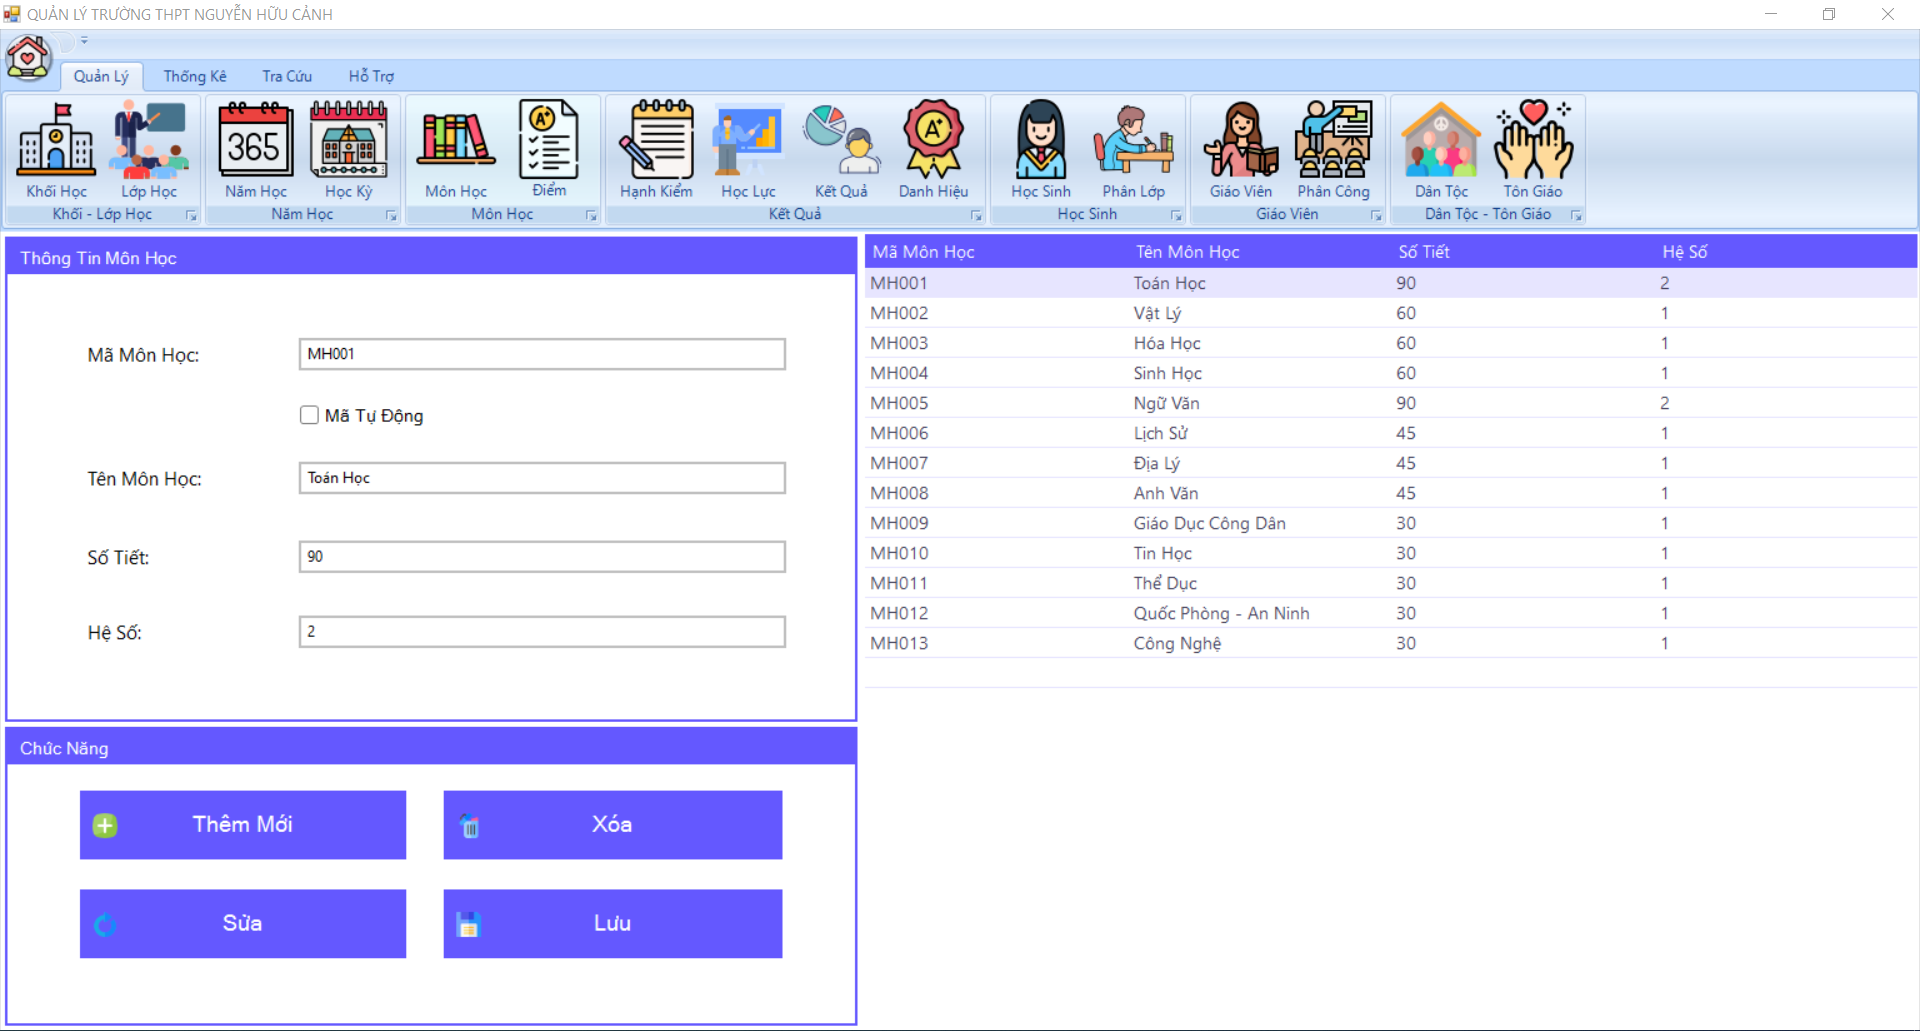 QUẢN LÝ TRƯỜNG THPT NGUYỄN HỮU CẢNH
Quản Lý Thống Kê Tra Cứu Hỗ Trợ
365 A+ A+
Khối Học Lớp Học Năm Học Học Kỳ Môn Học Điểm Hạnh Kiểm Học Lực Kết Quả Danh Hiệu Học Sinh Phân Lớp Giáo Viên Phân Công Dân Tộc Tôn Giáo
Khối - Lớp Học Năm Học Môn Học Kết Quả Học Sinh Giáo Viên Dân Tộc - Tôn Giáo
Thông Tin Môn Học
Mã Môn Học: MH001
Mã Tự Động
Tên Môn Học: Toán Học
Số Tiết: 90
Hệ Số: 2
Chức Năng
Thêm Mới Xóa
Sửa Lưu
Mã Môn Học Tên Môn Học Số Tiết Hệ Số
MH001 Toán Học 90 2
MH002 Vật Lý 60 1
MH003 Hóa Học 60 1
MH004 Sinh Học 60 1
MH005 Ngữ Văn 90 2
MH006 Lịch Sử 45 1
MH007 Địa Lý 45 1
MH008 Anh Văn 45 1
MH009 Giáo Dục Công Dân 30 1
MH010 Tin Học 30 1
MH011 Thể Dục 30 1
MH012 Quốc Phòng - An Ninh 30 1
MH013 Công Nghệ 30 1